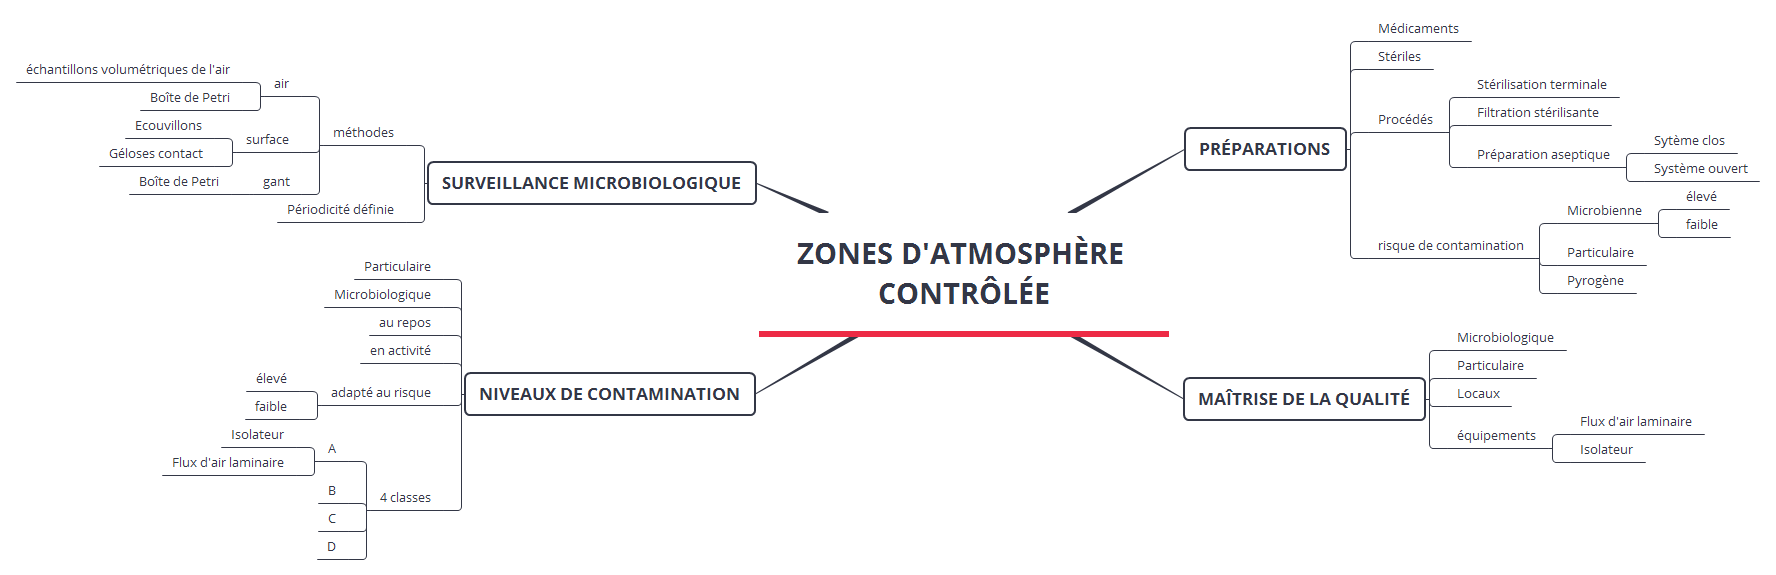 ZONES D'ATMOSPHÈRE
CONTRÔLÉE
PRÉPARATIONS
Médicaments
Stériles
Procédés
Stérilisation terminale
Filtration stérilisante
Préparation aseptique
Sytème clos
Système ouvert
risque de contamination
Microbienne
élevé
faible
Particulaire
Pyrogène
MAÎTRISE DE LA QUALITÉ
Microbiologique
Particulaire
Locaux
équipements
Flux d'air laminaire
Isolateur
SURVEILLANCE MICROBIOLOGIQUE
méthodes
air
échantillons volumétriques de l'air
Boîte de Petri
surface
Ecouvillons
Géloses contact
gant
Boîte de Petri
Périodicité définie
NIVEAUX DE CONTAMINATION
Particulaire
Microbiologique
au repos
en activité
adapté au risque
élevé
faible
4 classes
A
Isolateur
Flux d'air laminaire
B
C
D